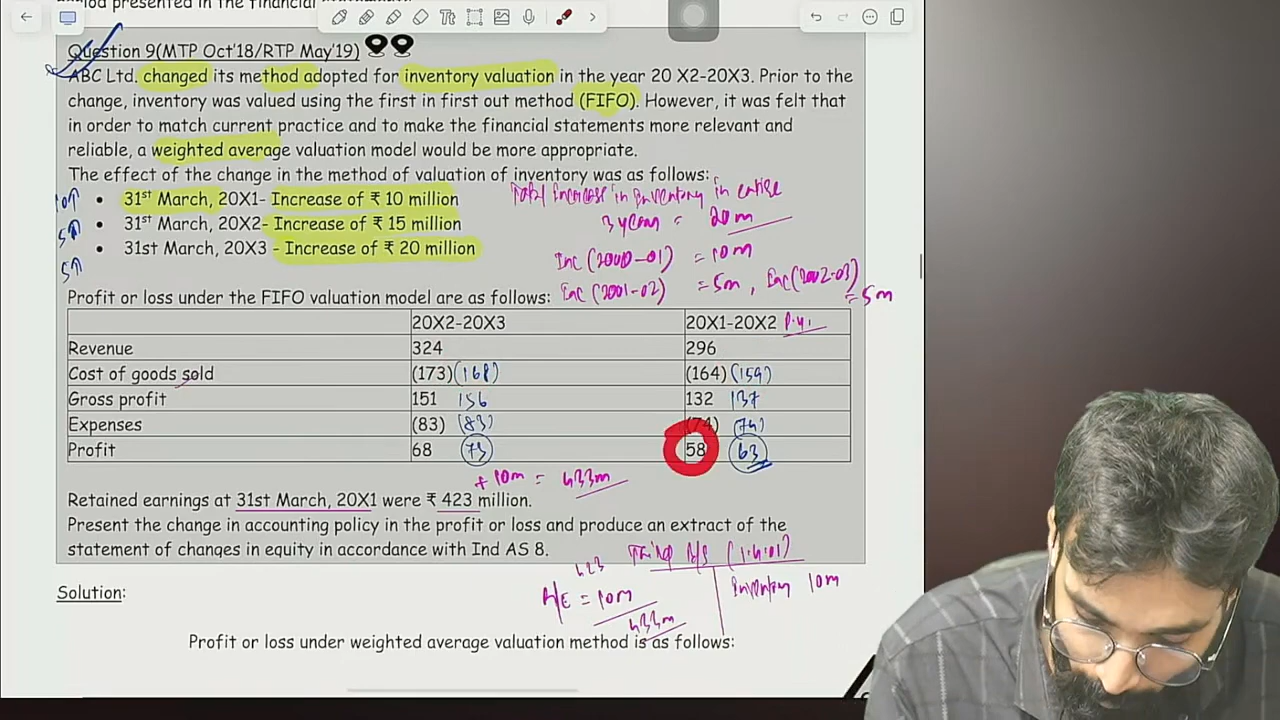 Question 9(MTP Oct'18/RTP May'19)
ABC Ltd. changed its method adopted for inventory valuation in the year 20 X2-20X3. Prior to the
change, inventory was valued using the first in first out method (FIFO). However, it was felt that
in order to match current practice and to make the financial statements more relevant and
reliable, a weighted average valuation model would be more appropriate.
The effect of the change in the method of valuation of inventory was as follows:
10↑ • 31st March, 20X1- Increase of ₹ 10 million
5↑ • 31st March, 20X2- Increase of ₹ 15 million
5↑ • 31st March, 20X3 - Increase of ₹ 20 million
Total Increase in Inventory in entire
3 years = 20m
Inc (2000-01) = 10m
Inc (2001-02) = 5m, Inc (2002-03)
= 5m
Profit or loss under the FIFO valuation model are as follows:
20X2-20X3 20X1-20X2 P.Y.
Revenue 324 296
Cost of goods sold (173) (168) (164) (159)
Gross profit 151 156 132 137
Expenses (83) (83) (74) (74)
Profit 68 73 58 63
+ 10m = 433m
Retained earnings at 31st March, 20X1 were ₹ 423 million.
Present the change in accounting policy in the profit or loss and produce an extract of the
statement of changes in equity in accordance with Ind AS 8.
423 B/S (1.4.01)
R/E = 10m Inventory 10m
433m
Solution:
Profit or loss under weighted average valuation method is as follows: